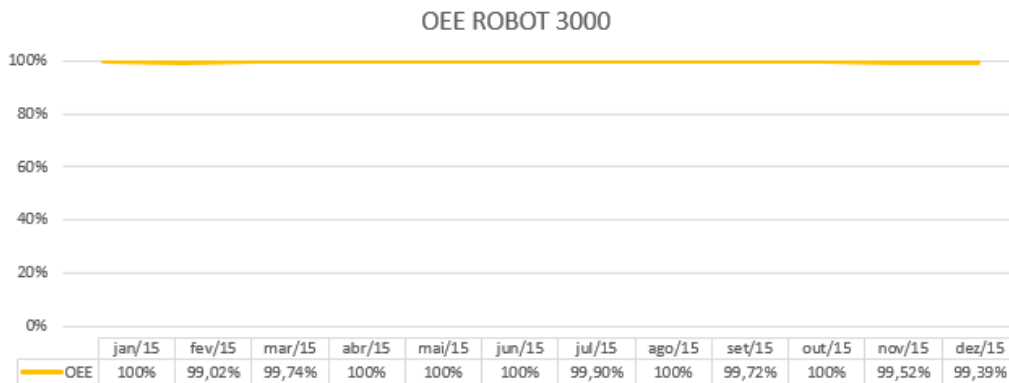 OEE ROBOT 3000
100%
80%
60%
40%
20%
0%
jan/15 fev/15 mar/15 abr/15 mai/15 jun/15 jul/15 ago/15 set/15 out/15 nov/15 dez/15
OEE 100% 99,02% 99,74% 100% 100% 100% 99,90% 100% 99,72% 100% 99,52% 99,39%